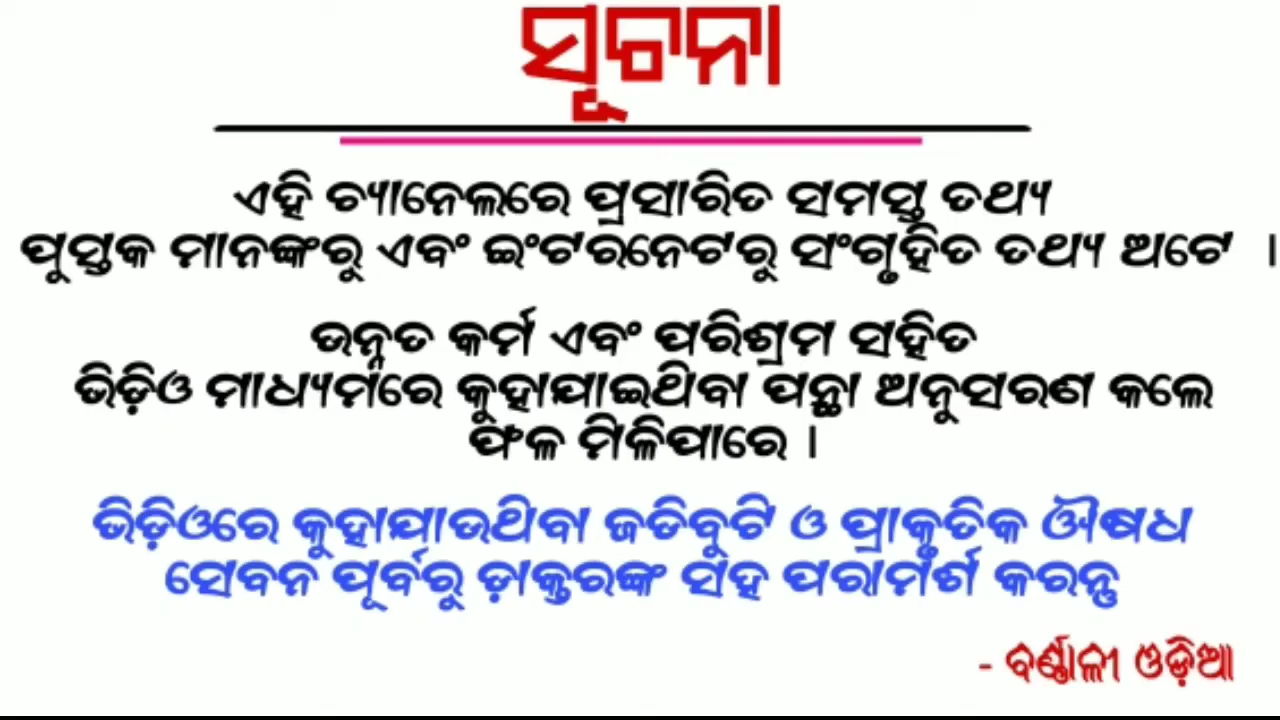 ସୂଚନା
ଏହି ଚ୍ୟାନେଲରେ ପ୍ରସାରିତ ସମସ୍ତ ତଥ୍ୟ
ପୁସ୍ତକ ମାନଙ୍କରୁ ଏବଂ ଇଂଟରନେଟରୁ ସଂଗୃହିତ ତଥ୍ୟ ଅଟେ ।
ଉନ୍ନତ କର୍ମ ଏବଂ ପରିଶ୍ରମ ସହିତ
ଭିଡ଼ିଓ ମାଧ୍ୟମରେ କୁହାଯାଇଥିବା ପନ୍ଥା ଅନୁସରଣ କଲେ
ଫଳ ମିଳିପାରେ ।
ଭିଡ଼ିଓରେ କୁହାଯାଉଥିବା ଜଡିବୁଟି ଓ ପ୍ରାକୃତିକ ଔଷଧ
ସେବନ ପୂର୍ବରୁ ଡ଼ାକ୍ତରଙ୍କ ସହ ପରାମର୍ଶ କରନ୍ତୁ
- ବର୍ଣ୍ଣାଳୀ ଓଡ଼ିଆ